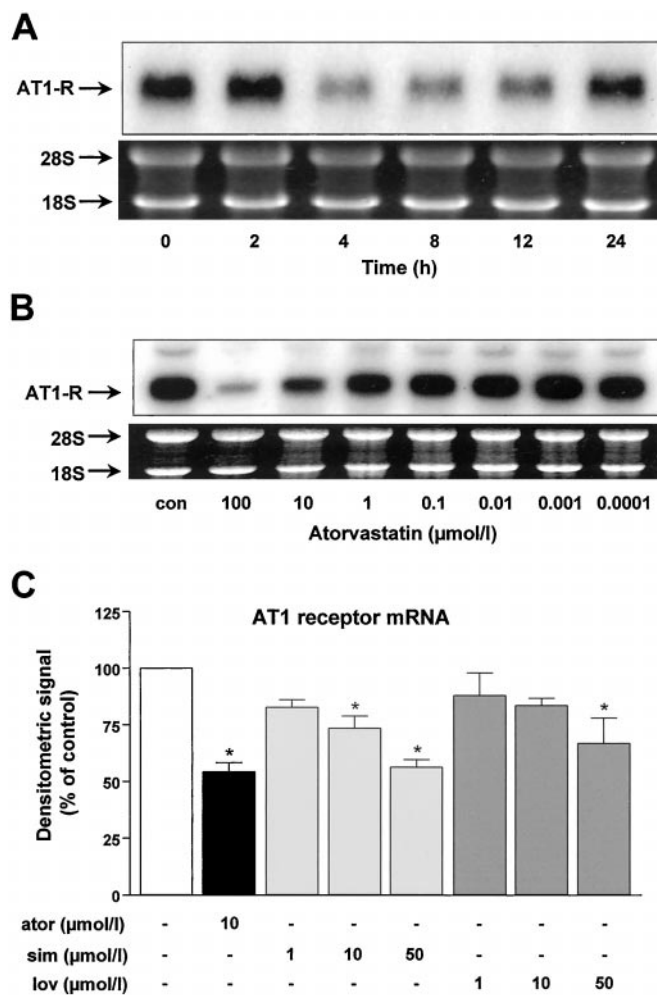 A
AT1-R
28S
18S
0 2 4 8 12 24
Time (h)
B
AT1-R
28S
18S
con 100 10 1 0.1 0.01 0.001 0.0001
Atorvastatin (µmol/l)
C
AT1 receptor mRNA
Densitometric signal
(% of control)
125
100
75
50
25
0
* * * *
ator (µmol/l) - 10 - - - - - -
sim (µmol/l) - - 1 10 50 - - -
lov (µmol/l) - - - - - 1 10 50